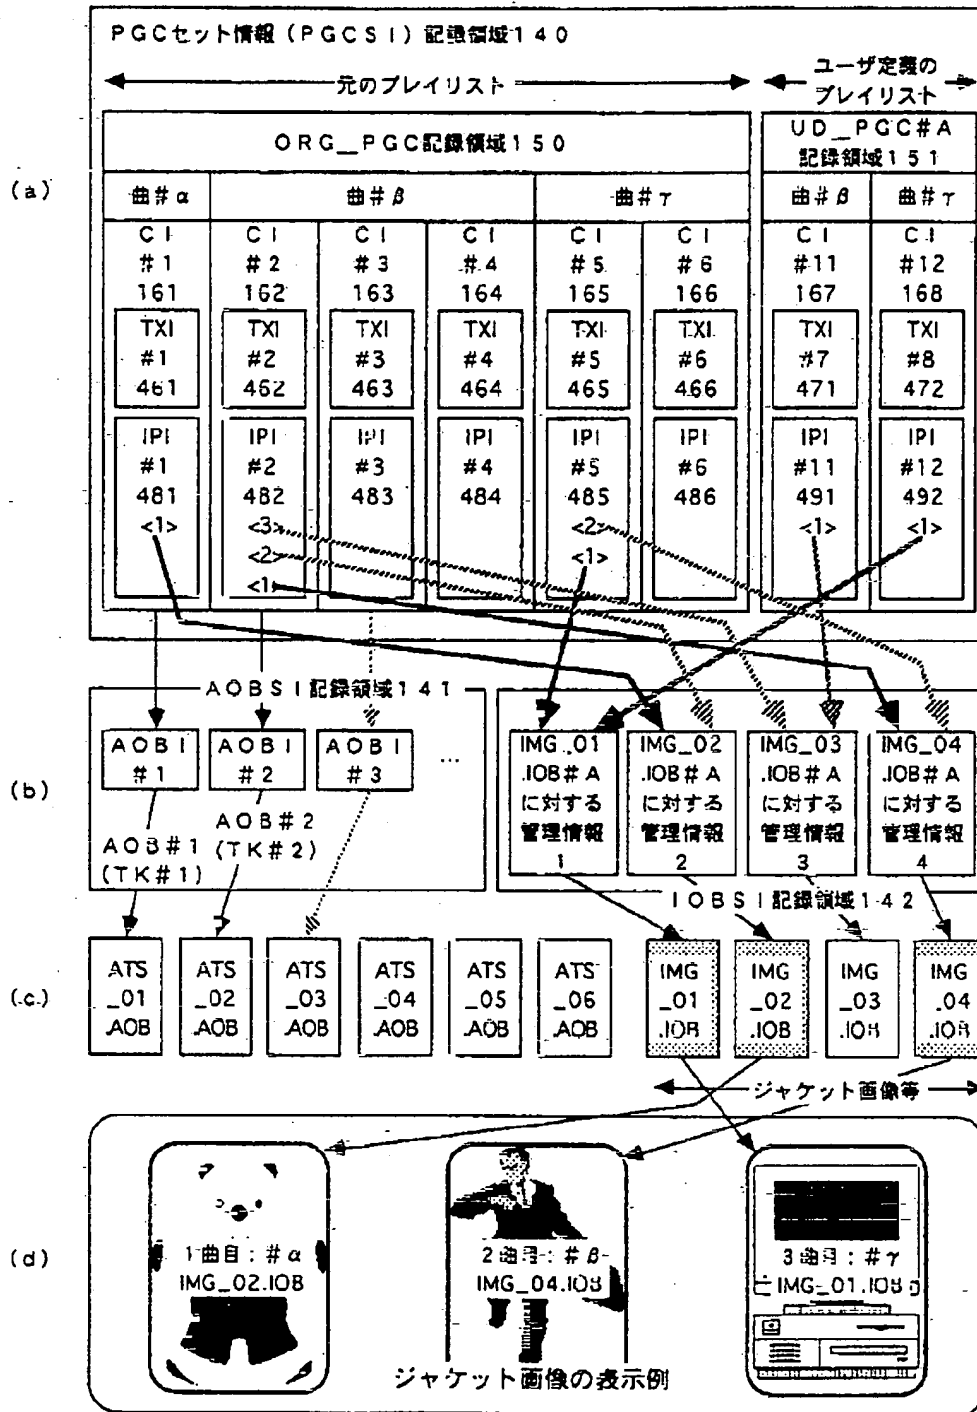 PGCセット情報(PGCSI)記録領域140
元のプレイリスト
ユーザ定義の
プレイリスト
ORG_PGC記録領域150
UD_PGC#A
記録領域151
(a)
曲#α 曲#β 曲#γ 曲#β 曲#γ
CI CI CI CI CI CI CI CI
#1 #2 #3 #4 #5 #6 #11 #12
161 162 163 164 165 166 167 168
TXI TXI TXI TXI TXI TXI TXI TXI
#1 #2 #3 #4 #5 #6 #7 #8
461 462 463 464 465 466 471 472
IPI IPI IPI IPI IPI IPI IPI IPI
#1 #2 #3 #4 #5 #6 #11 #12
481 482 483 484 485 486 491 492
<1> <3> <2> <1> <1>
<2> <1>
<1>
AOBSI記録領域141
(b)
AOBI AOBI AOBI ...
#1 #2 #3
AOB#1
(TK#1)
AOB#2
(TK#2)
IMG_01 IMG_02 IMG_03 IMG_04
.IOB#A .IOB#A .IOB#A .IOB#A
に対する に対する に対する に対する
管理情報 管理情報 管理情報 管理情報
1 2 3 4
IOBSI記録領域142
(c)
ATS ATS ATS ATS ATS ATS IMG IMG IMG IMG
_01 _02 _03 _04 _05 _06 _01 _02 _03 _04
.AOB .AOB .AOB .AOB .AOB .AOB .IOB .IOB .IOB .IOB
ジャケット画像等
(d)
1曲目:#α 2曲目:#β 3曲目:#γ
IMG_02.IOB IMG_04.IOB IMG_01.IOB
ジャケット画像の表示例